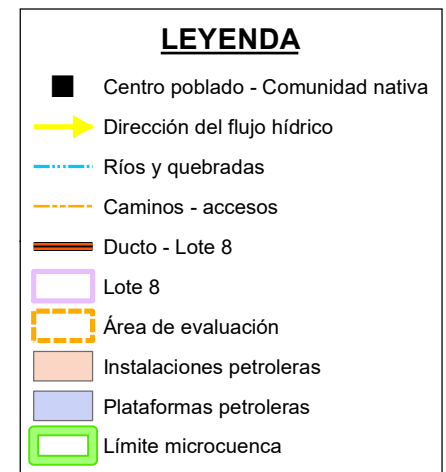 LEYENDA
Centro poblado - Comunidad nativa
Dirección del flujo hídrico
Ríos y quebradas
Caminos - accesos
Ducto - Lote 8
Lote 8
Área de evaluación
Instalaciones petroleras
Plataformas petroleras
Límite microcuenca